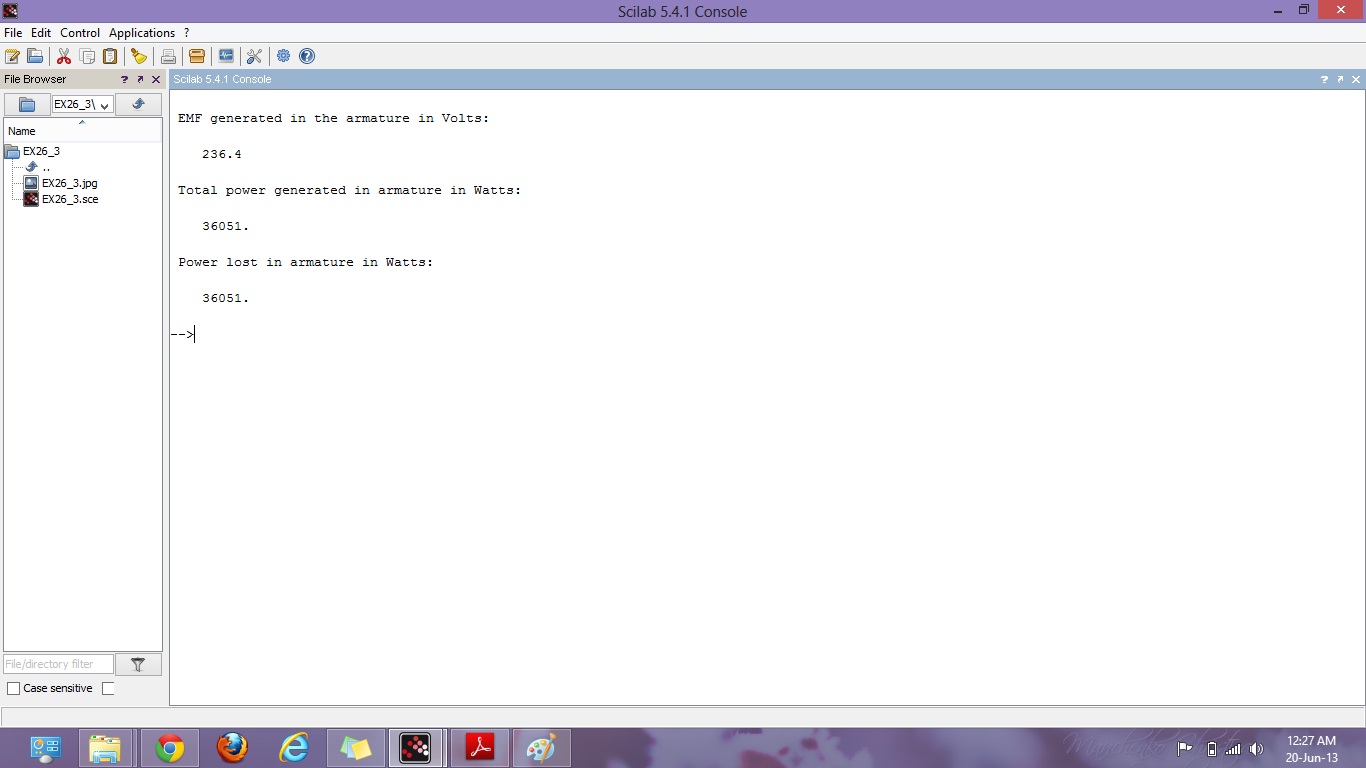 Scilab 5.4.1 Console
File Edit Control Applications ?
File Browser ?
Scilab 5.4.1 Console ?
EX26_3\
Name
EX26_3
..
EX26_3.jpg
EX26_3.sce
File/directory filter
Case sensitive
EMF generated in the armature in Volts:
236.4
Total power generated in armature in Watts:
36051.
Power lost in armature in Watts:
36051.
-->
12:27 AM
20-Jun-13